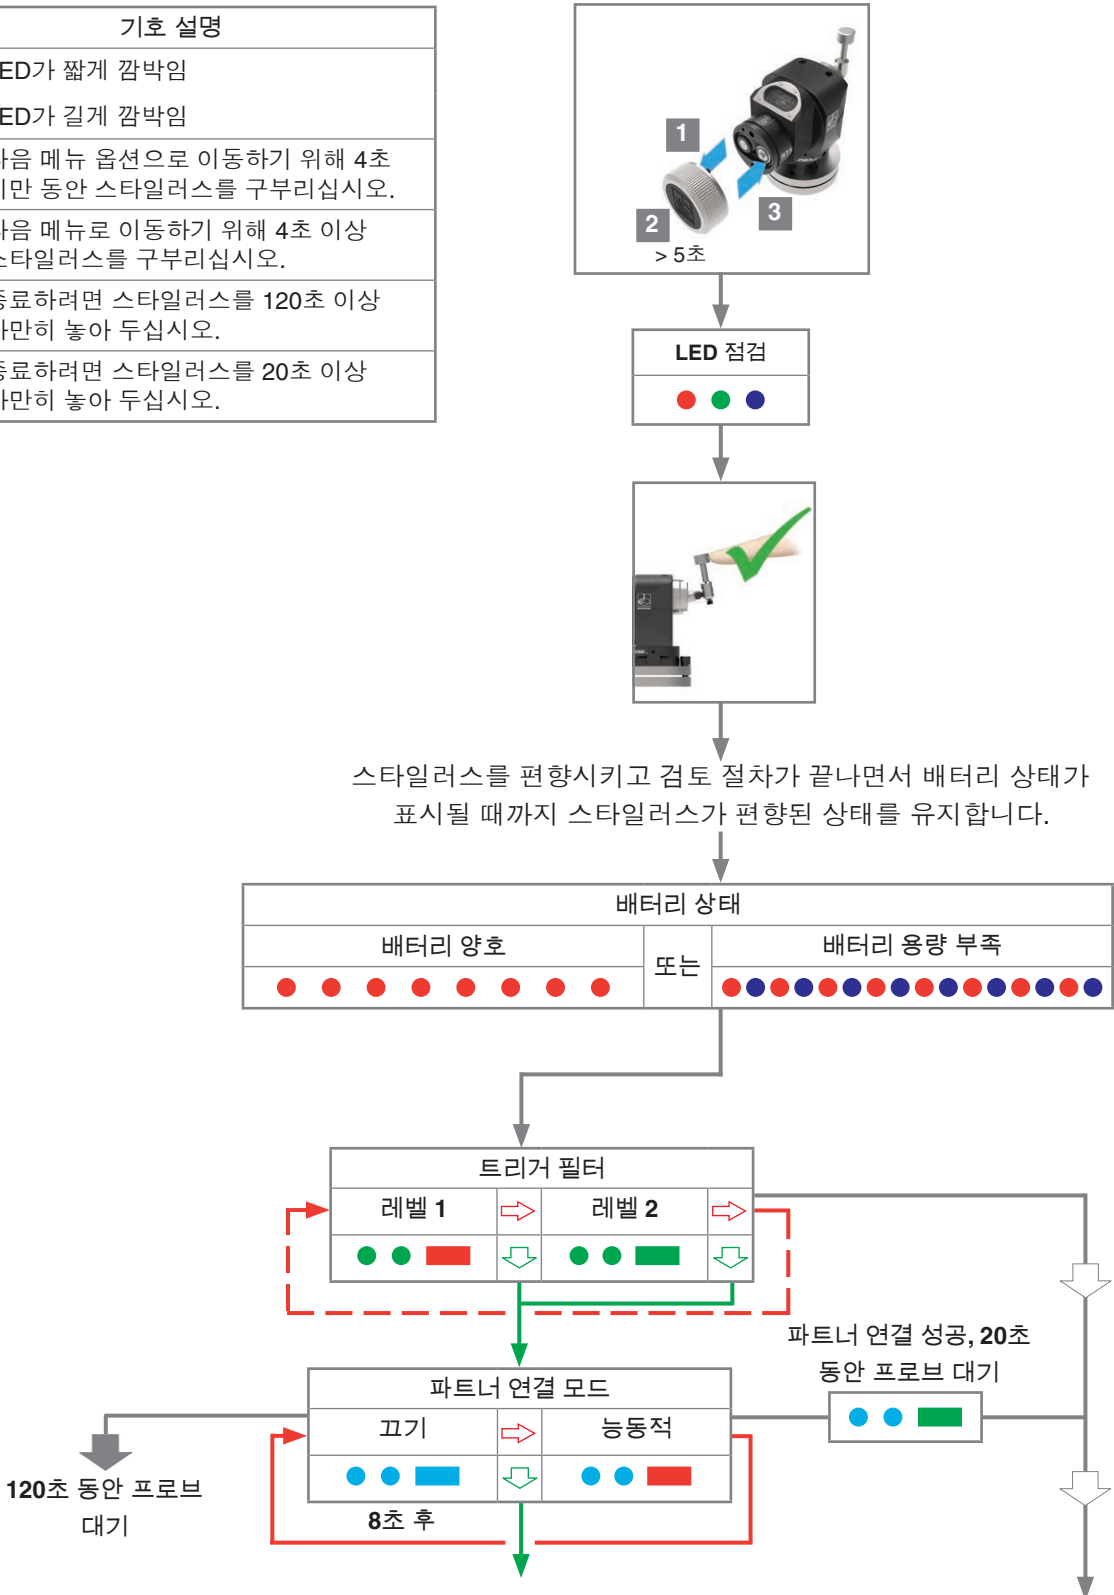 기호 설명
ED가 짧게 깜박임
ED가 길게 깜박임
다음 메뉴 옵션으로 이동하기 위해 4초
미만 동안 스타일러스를 구부리십시오.
다음 메뉴로 이동하기 위해 4초 이상
스타일러스를 구부리십시오.
종료하려면 스타일러스를 120초 이상
가만히 놓아 두십시오.
종료하려면 스타일러스를 20초 이상
가만히 놓아 두십시오.
1
2
3
> 5초
LED 점검
스타일러스를 편향시키고 검토 절차가 끝나면서 배터리 상태가
표시될 때까지 스타일러스가 편향된 상태를 유지합니다.
배터리 상태
배터리 양호
또는
배터리 용량 부족
트리거 필터
레벨 1
레벨 2
파트너 연결 성공, 20초
동안 프로브 대기
파트너 연결 모드
끄기
능동적
120초 동안 프로브
대기
8초 후